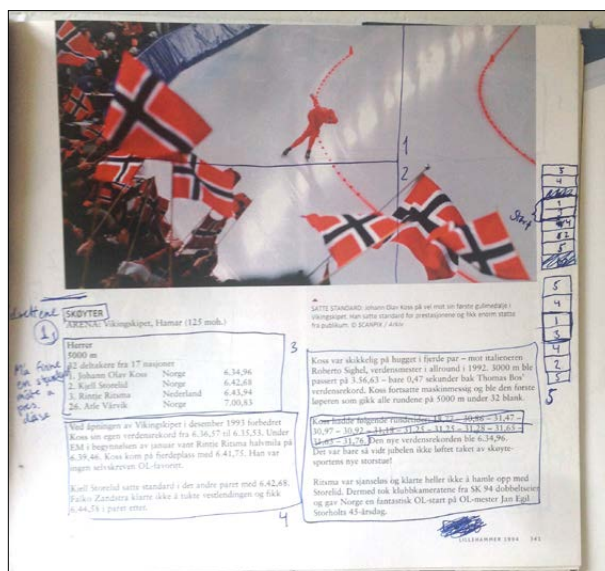 1
2
SATTE STANDARD: Johann Olav Koss på vei mot sin første gullmedalje i
Vikingskipet. Han satte standard for prestasjonene og fikk enorm støtte
fra publikum. © SCANPIX / Arkiv
1,
SKØYTER
ARENA: Vikingskipet, Hamar (125 moh.)
3
Herrer
5000 m
32 deltakere fra 17 nasjoner
1. Johann Olav Koss Norge 6.34,96
2. Kjell Storelid Norge 6.42,68
3. Rintje Ritsma Nederland 6.43,94
26. Atle Vårvik Norge 7.00,83
Ved åpningen av Vikingskipet i desember 1993 forbedret
Koss sin egen verdensrekord fra 6.36,57 til 6.35,53. Under
EM i begynnelsen av januar vant Rintje Ritsma halvmila på
Koss kom på fjerdeplass med 6.41,75. Han var
ingen selvskreven OL-favoritt.
Kjell Storelid satte standard i det andre paret med 6.42,68.
Falko Zandstra klarte ikke å tukte vestlendingen og fikk
6.44,58 i paret etter.
4
Koss var skikkelig på hugget i fjerde par – mot italieneren
Roberto Sighel, verdensmester i allround i 1992. 3000 m ble
passert på 3.56,63 – bare 0,47 sekunder bak Thomas Bos'
verdensrekord. Koss fortsatte maskinmessig og ble den første
løperen som gikk alle rundene på 5000 m under 32 blank.
Koss hadde følgende rundetider: 18,72 – 30,86 – 31,47 –
30,97 – 30,92 – 31,18 – 31,25 – 31,25 – 31,28 – 31,65 –
31,65 – 31,76. Den nye verdensrekorden ble 6.34,96.
Det var bare så vidt jubelen ikke løftet taket av skøyte-
sportens nye storstue!
Ritsma var sjanseløs og klarte heller ikke å hamle opp med
Storelid. Dermed tok klubbkameratene fra SK 94 dobbeltseier
og gav Norge en fantastisk OL-start på OL-mester Jan Egil
Storholts 45-årsdag.
LILLEHAMMER 1994 341
5
4
1
3
4
2
5
5